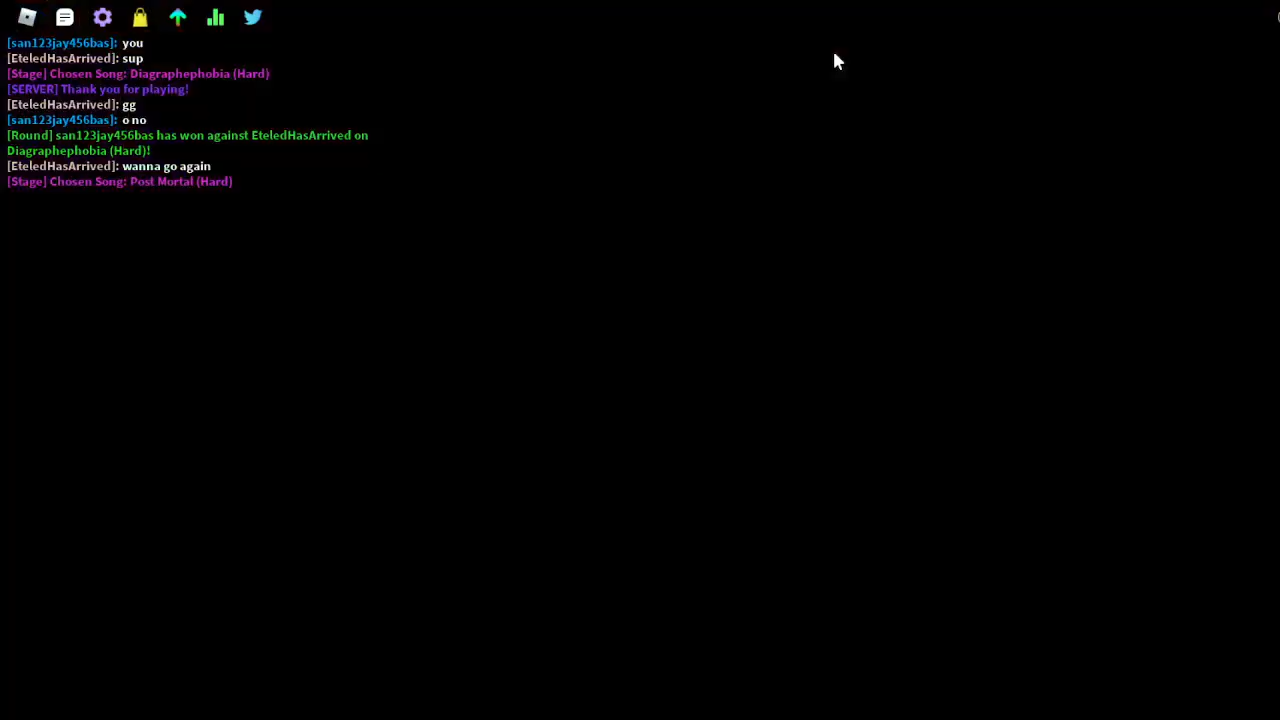 [san123jay456bas]: you
[EteledHasArrived]: sup
[Stage] Chosen Song: Diagraphephobia (Hard)
[SERVER] Thank you for playing!
[EteledHasArrived]: gg
[san123jay456bas]: o no
[Round] san123jay456bas has won against EteledHasArrived on
Diagraphephobia (Hard)!
[EteledHasArrived]: wanna go again
[Stage] Chosen Song: Post Mortal (Hard)